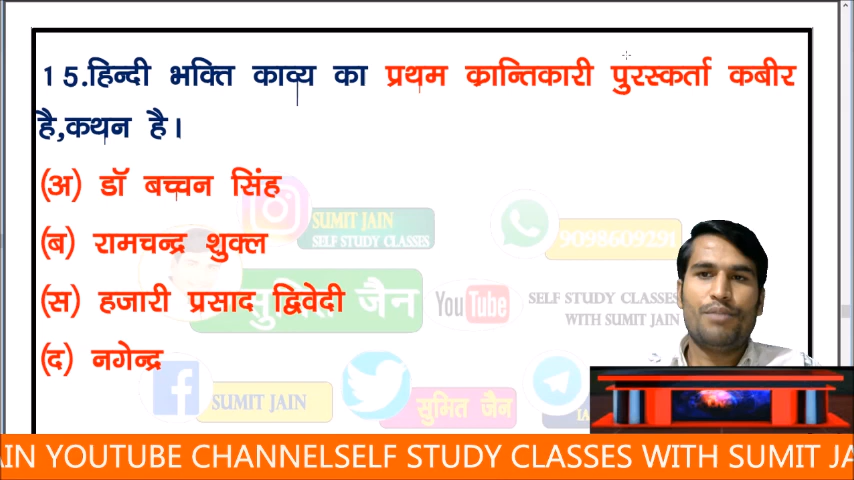 15.हिन्दी भक्ति काव्य का प्रथम क्रान्तिकारी पुरस्कर्ता कबीर
है,कथन है।
(अ) डॉ बच्चन सिंह
(ब) रामचन्द्र शुक्ल
(स) हजारी प्रसाद द्विवेदी
(द) नगेन्द्र
SUMIT JAIN
SELF STUDY CLASSES
9098609291
सुमित जैन
YouTube
SELF STUDY CLASSES
WITH SUMIT JAIN
SUMIT JAIN
सुमित जैन
AIN YOUTUBE CHANNELSELF STUDY CLASSES WITH SUMIT JA